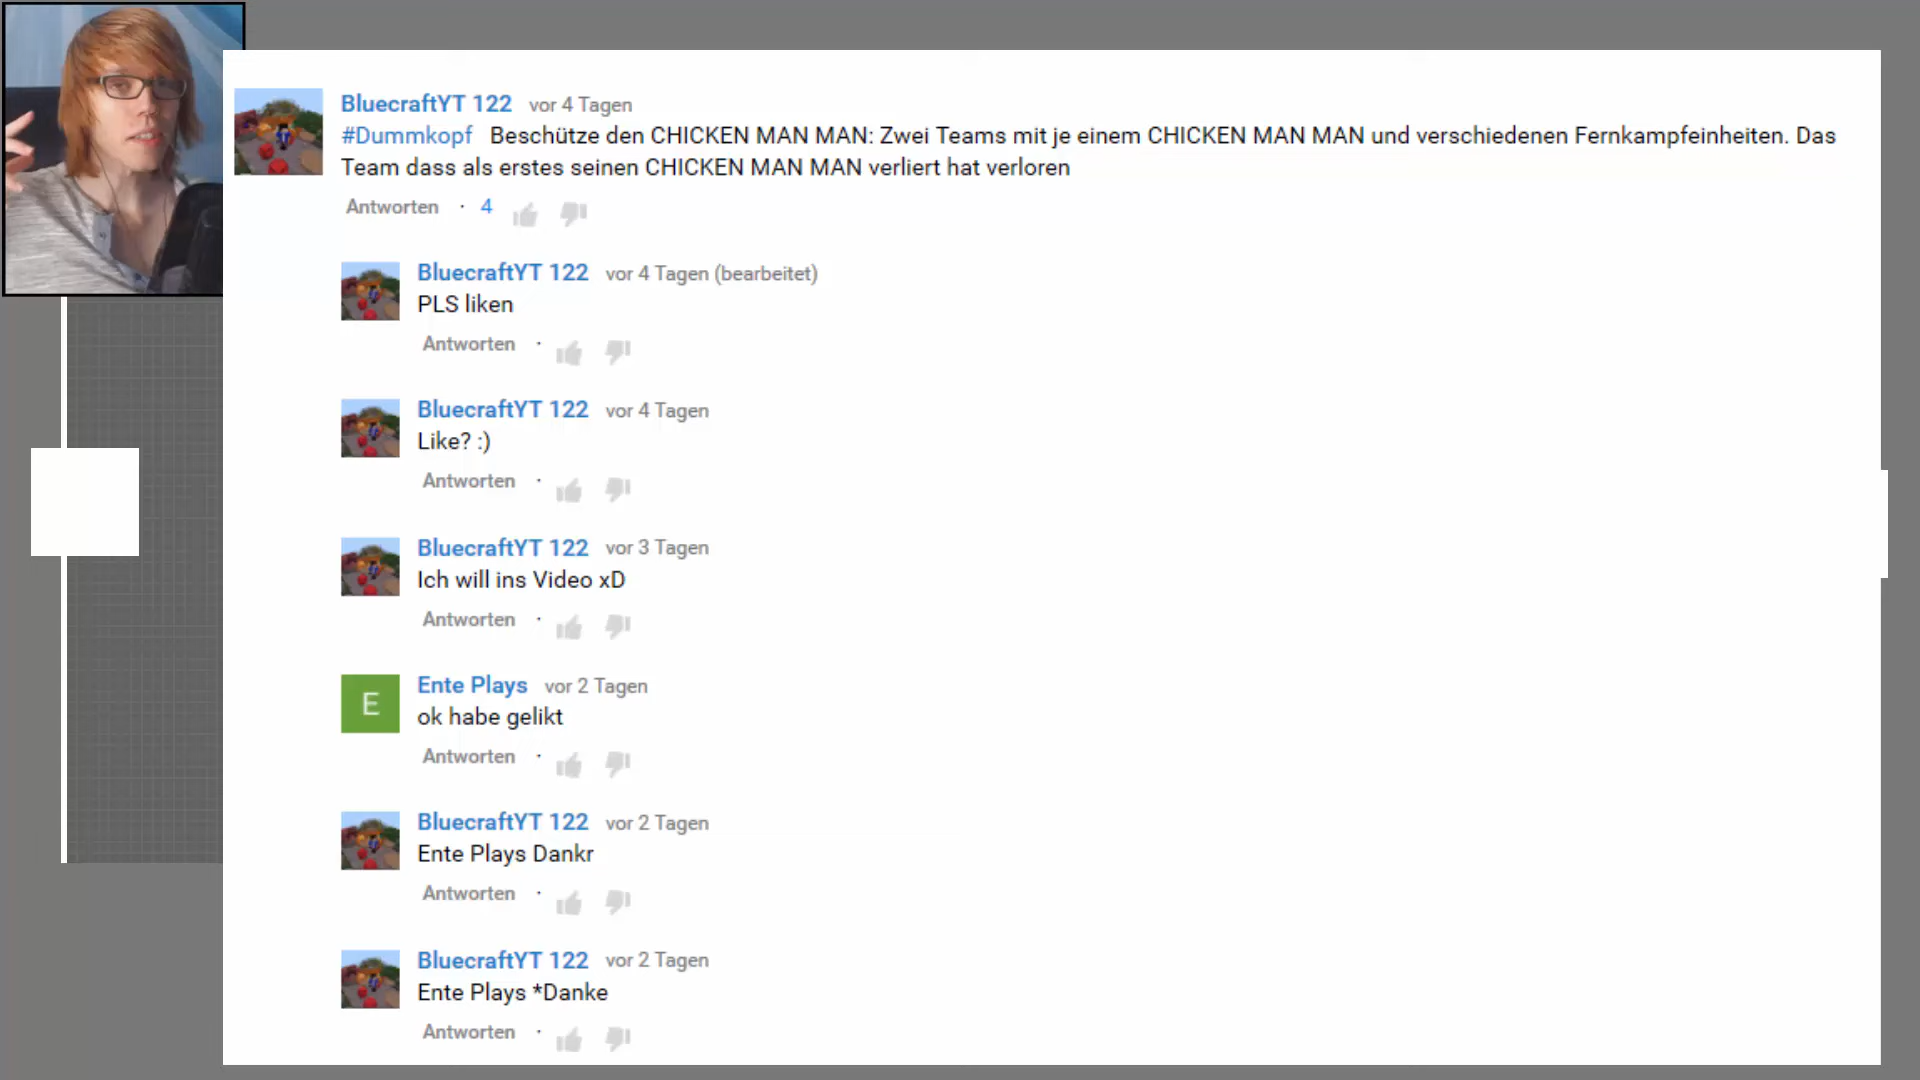 BluecraftYT 122 vor 4 Tagen
#Dummkopf Beschütze den CHICKEN MAN MAN: Zwei Teams mit je einem CHICKEN MAN MAN und verschiedenen Fernkampfeinheiten. Das
Team dass als erstes seinen CHICKEN MAN MAN verliert hat verloren
Antworten · 4
BluecraftYT 122 vor 4 Tagen (bearbeitet)
PLS liken
Antworten ·
BluecraftYT 122 vor 4 Tagen
Like? :)
Antworten ·
BluecraftYT 122 vor 3 Tagen
Ich will ins Video xD
Antworten ·
E
Ente Plays vor 2 Tagen
ok habe gelikt
Antworten ·
BluecraftYT 122 vor 2 Tagen
Ente Plays Dankr
Antworten ·
BluecraftYT 122 vor 2 Tagen
Ente Plays *Danke
Antworten ·